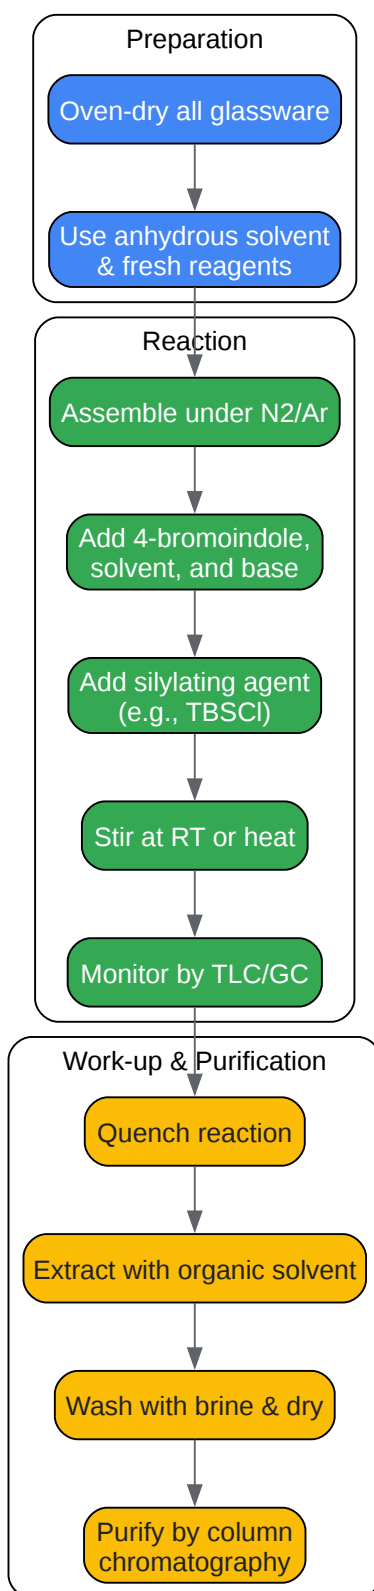 Preparation
Oven-dry all glassware
Use anhydrous solvent
& fresh reagents
Reaction
Assemble under N2/Ar
Add 4-bromoindole,
solvent, and base
Add silylating agent
(e.g., TBSCl)
Stir at RT or heat
Monitor by TLC/GC
Work-up & Purification
Quench reaction
Extract with organic solvent
Wash with brine & dry
Purify by column
chromatography